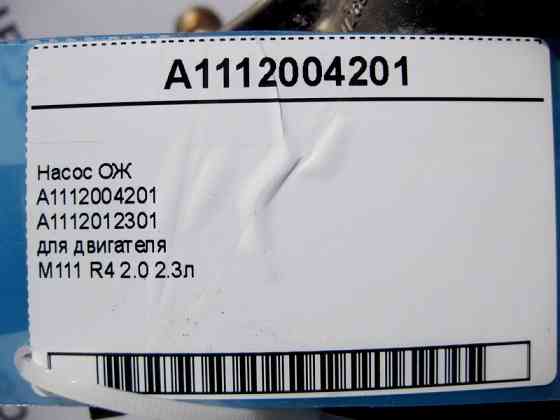 A1112004201
Насос ОЖ
A1112004201
A1112012301
для двигателя
M111 R4 2.0 2.3л